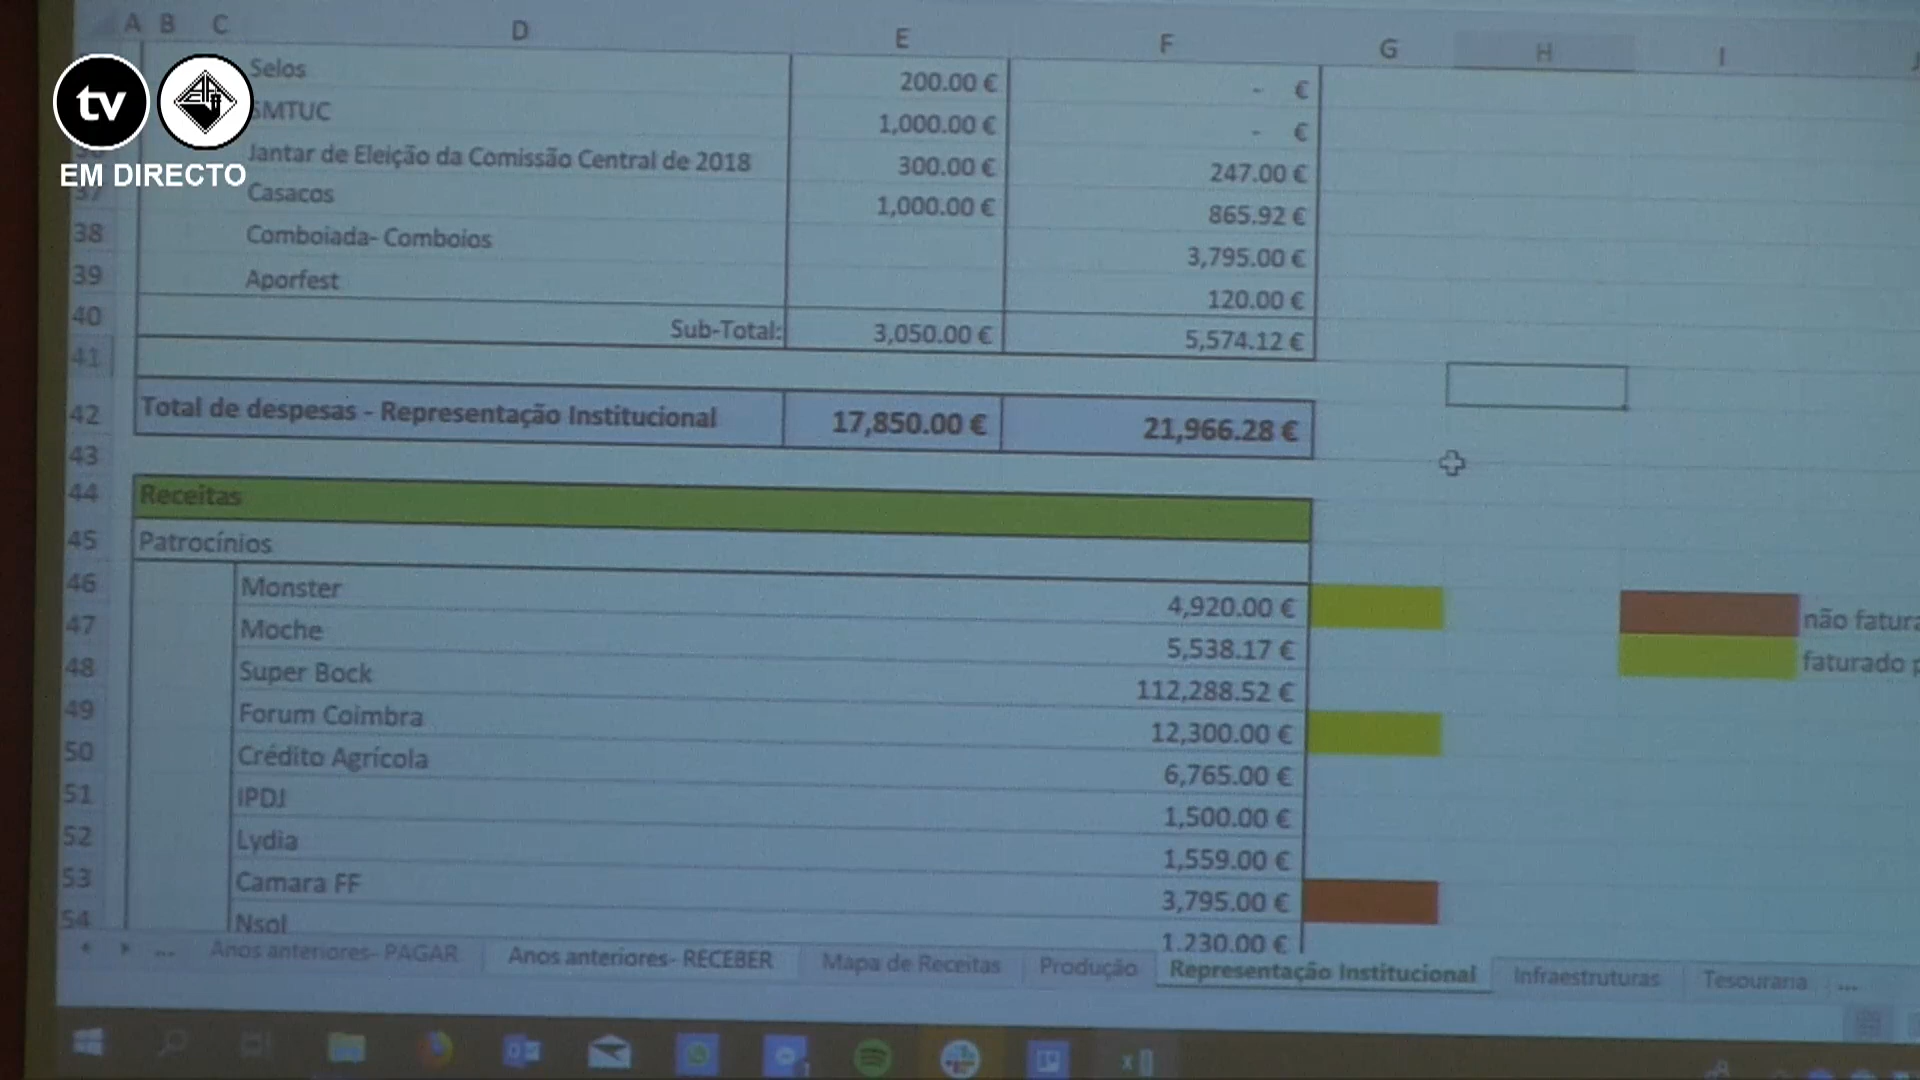 A B C D E F G H I
tv
EM DIRECTO
Selos 200.00 € - €
SMTUC 1,000.00 € - €
Jantar de Eleição da Comissão Central de 2018 300.00 € 247.00 €
37 Casacos 1,000.00 € 865.92 €
38 Comboiada- Comboios 3,795.00 €
39 Aporfest 120.00 €
40 Sub-Total: 3,050.00 € 5,574.12 €
41
42 Total de despesas - Representação Institucional 17,850.00 € 21,966.28 €
43
44 Receitas
45 Patrocínios
46 Monster 4,920.00 €
47 Moche 5,538.17 € não fatura
48 Super Bock 112,288.52 € faturado p
49 Forum Coimbra 12,300.00 €
50 Crédito Agrícola 6,765.00 €
51 IPDJ 1,500.00 €
52 Lydia 1,559.00 €
53 Camara FF 3,795.00 €
54 Nsol 1.230.00 €
... Anos anteriores- PAGAR Anos anteriores- RECEBER Mapa de Receitas Produção Representação Institucional Infraestruturas Tesouraria ...